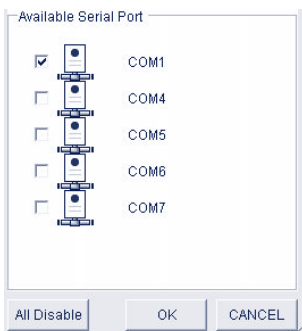 Available Serial Port
COM1
COM4
COM5
COM6
COM7
All Disable OK CANCEL